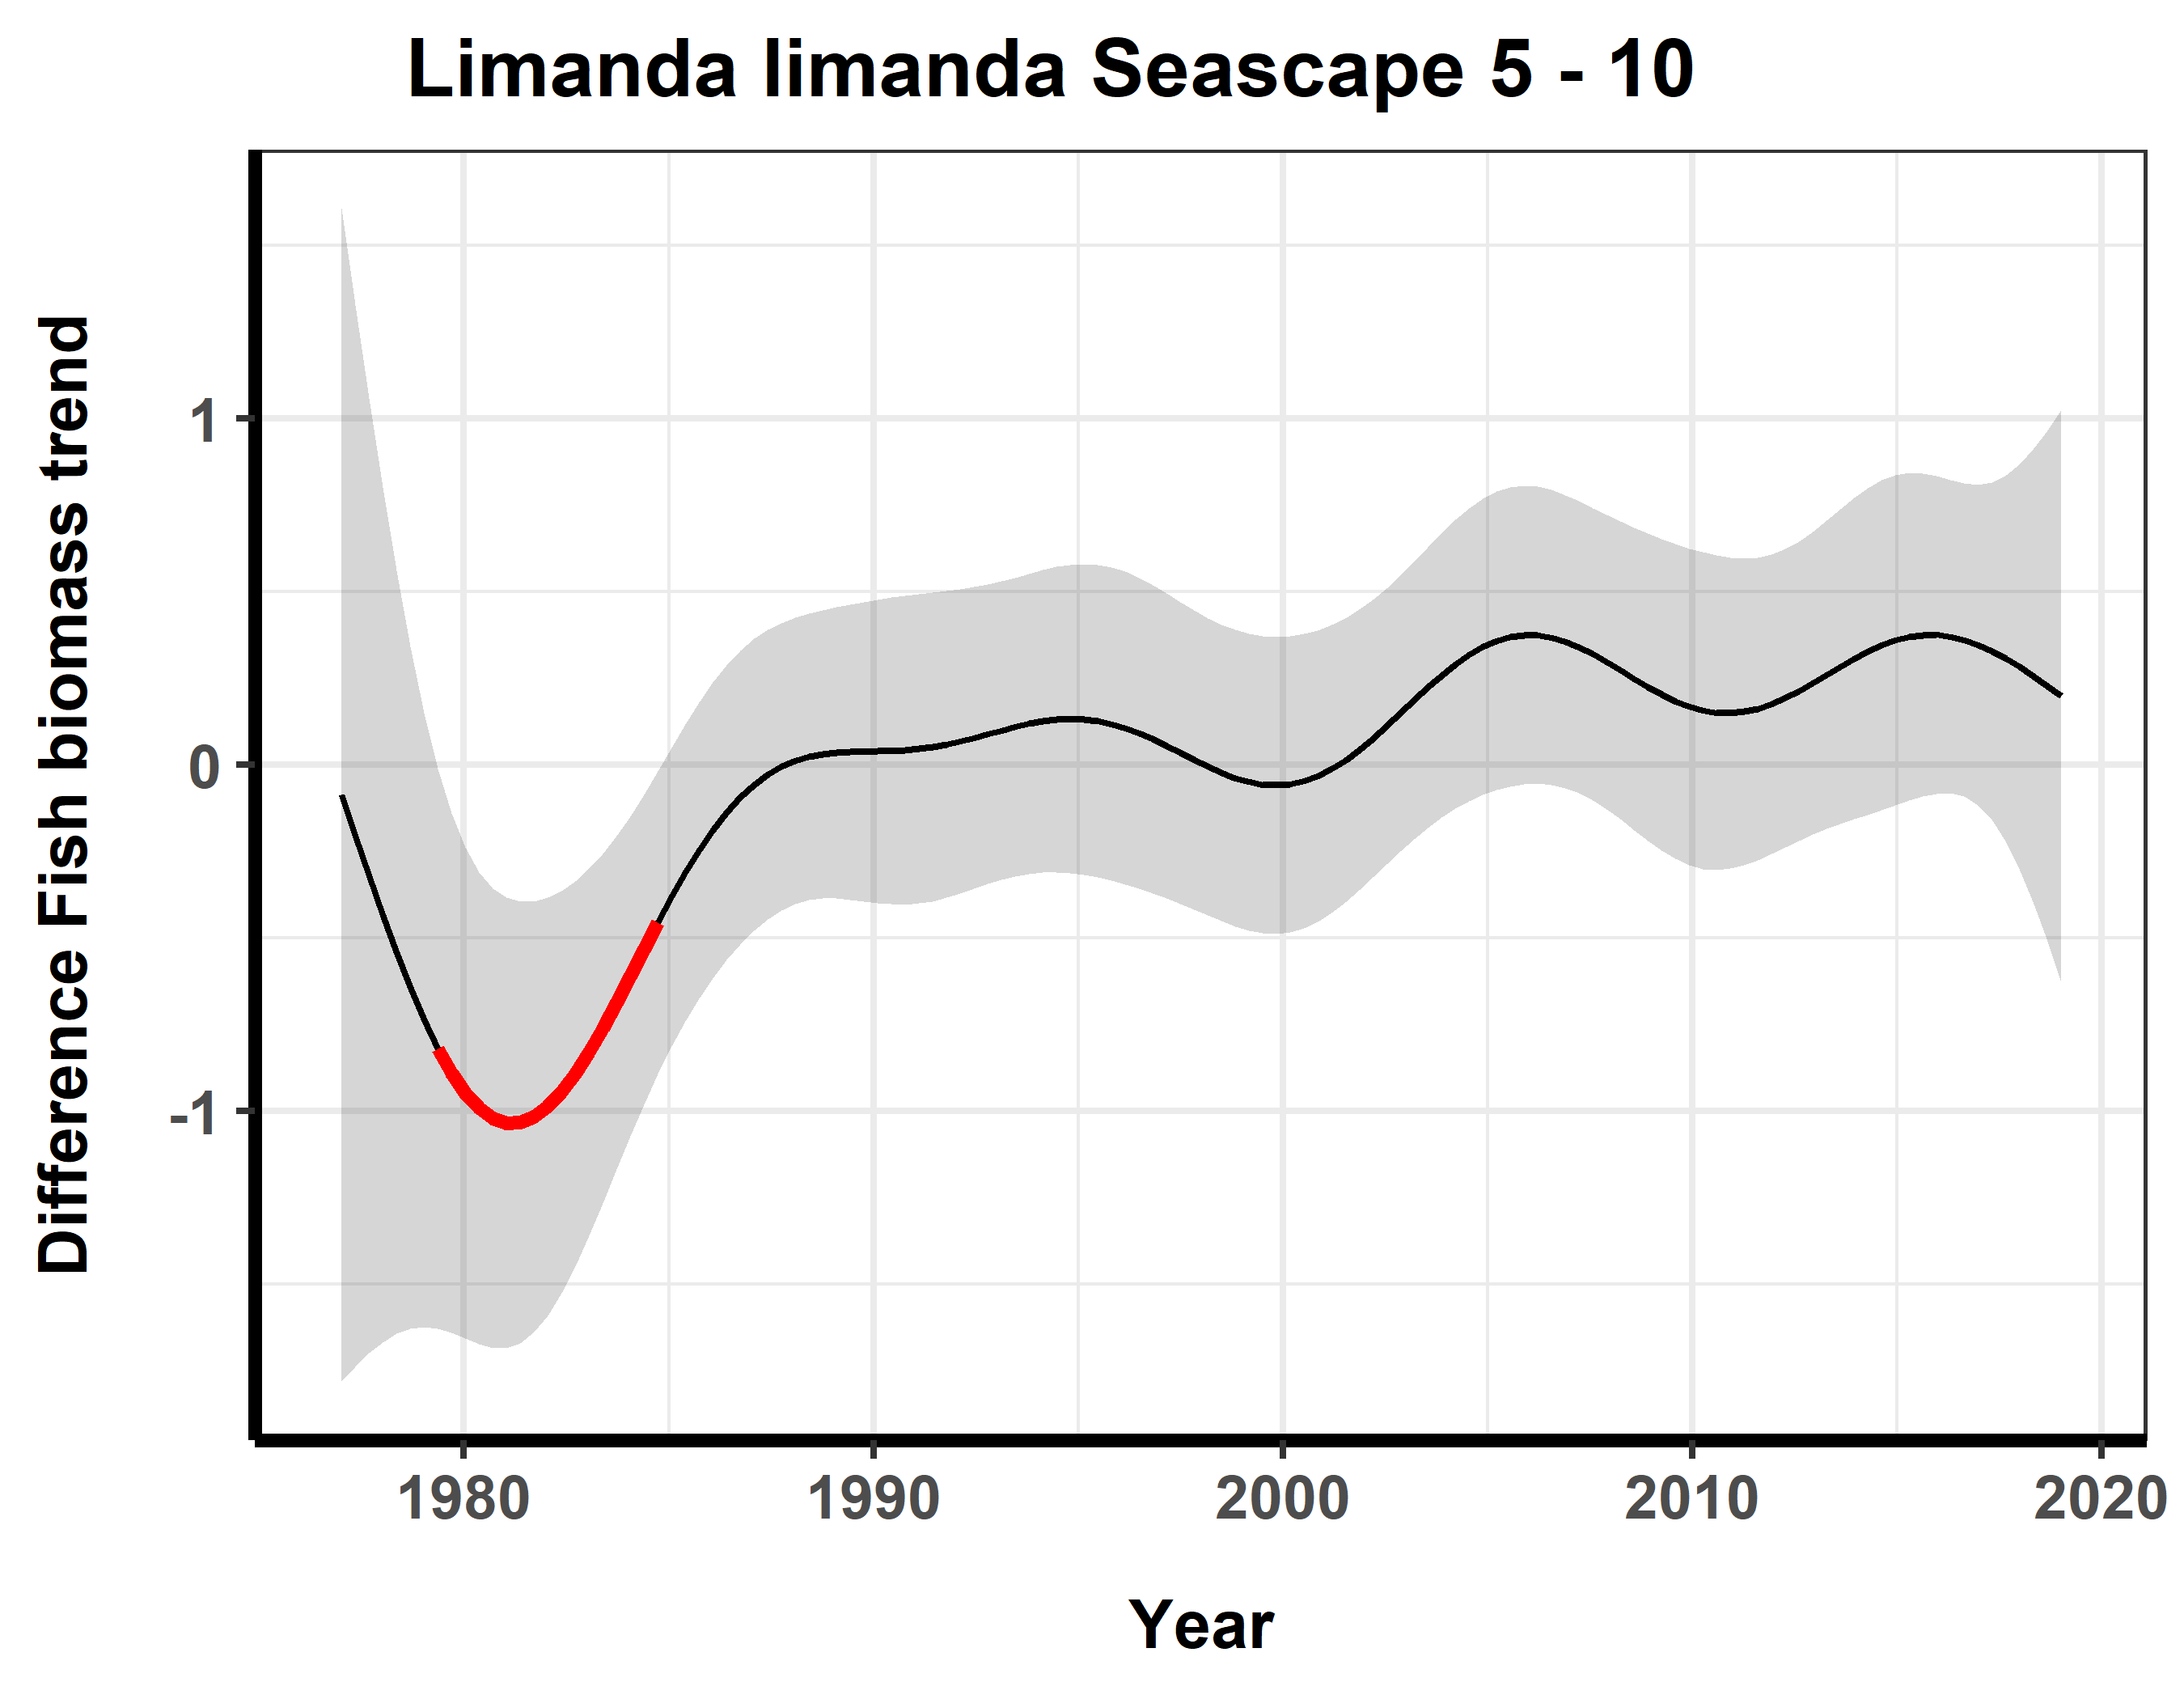 Limanda limanda Seascape 5 - 10
Difference Fish biomass trend
1
0
-1
1980 1990 2000 2010 2020
Year